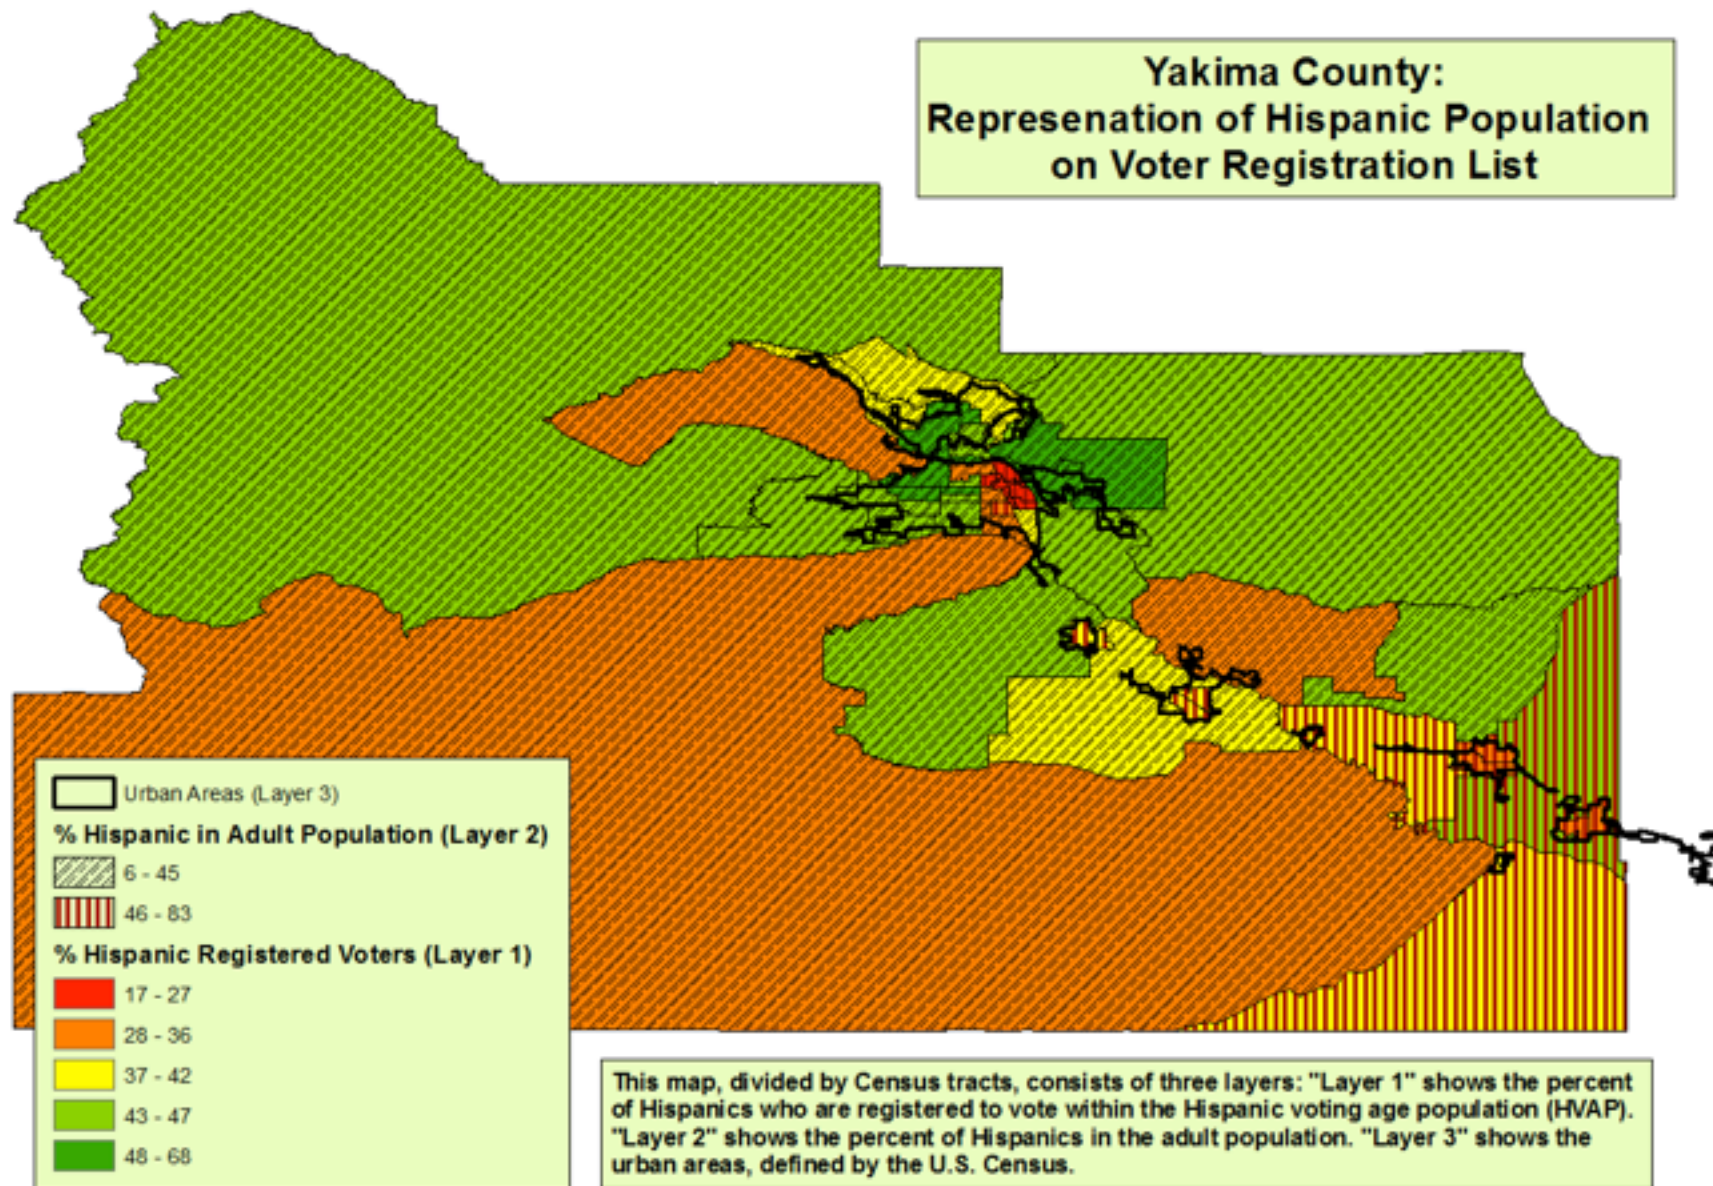 Yakima County:
Represenation of Hispanic Population
on Voter Registration List
Urban Areas (Layer 3)
% Hispanic in Adult Population (Layer 2)
6 - 45
46 - 83
% Hispanic Registered Voters (Layer 1)
17 - 27
28 - 36
37 - 42
43 - 47
48 - 68
This map, divided by Census tracts, consists of three layers: "Layer 1" shows the percent
of Hispanics who are registered to vote within the Hispanic voting age population (HVAP).
"Layer 2" shows the percent of Hispanics in the adult population. "Layer 3" shows the
urban areas, defined by the U.S. Census.